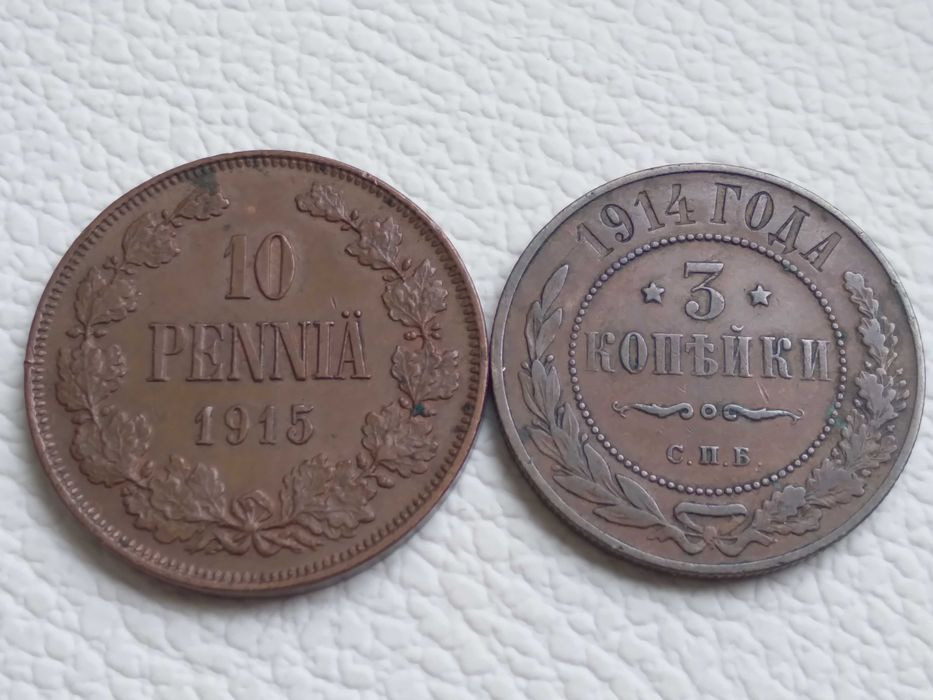 10
PENNIÄ
1915
1914 ГОДА
3
КОПѢЙКИ
С.П.Б.